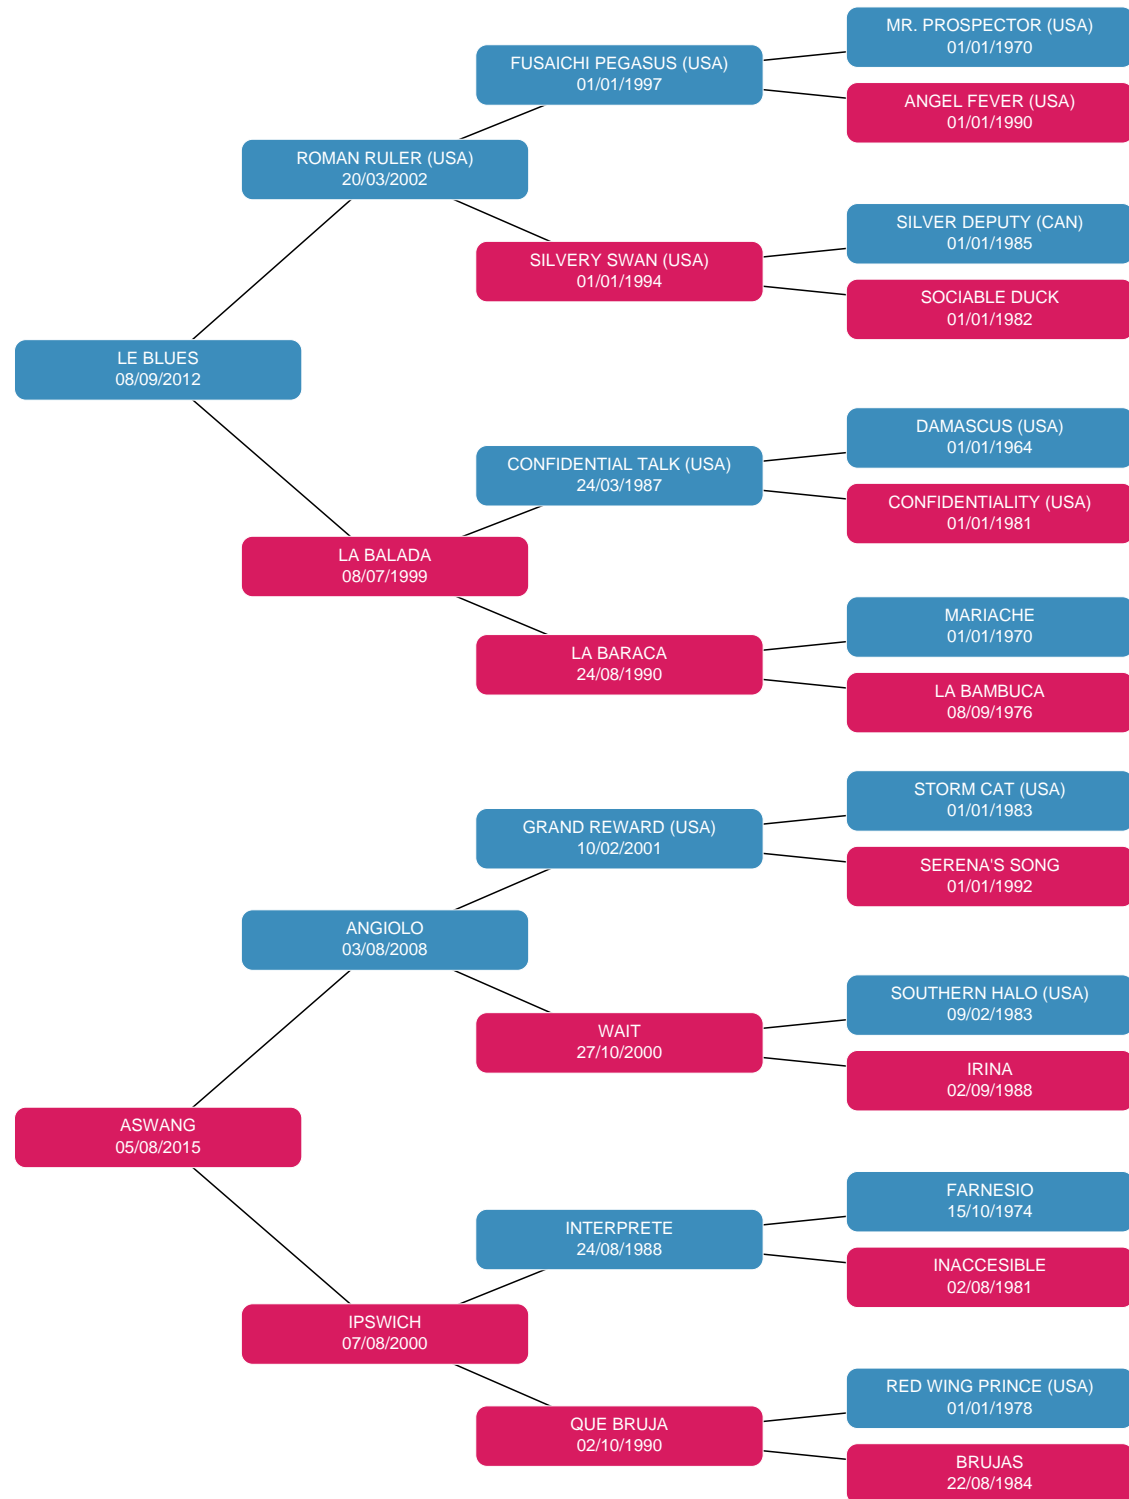 MR. PROSPECTOR (USA)
01/01/1970
FUSAICHI PEGASUS (USA)
01/01/1997
ANGEL FEVER (USA)
01/01/1990
ROMAN RULER (USA)
20/03/2002
SILVER DEPUTY (CAN)
01/01/1985
SILVERY SWAN (USA)
01/01/1994
SOCIABLE DUCK
01/01/1982
LE BLUES
08/09/2012
DAMASCUS (USA)
01/01/1964
CONFIDENTIAL TALK (USA)
24/03/1987
CONFIDENTIALITY (USA)
01/01/1981
LA BALADA
08/07/1999
MARIACHE
01/01/1970
LA BARACA
24/08/1990
LA BAMBUCA
08/09/1976
STORM CAT (USA)
01/01/1983
GRAND REWARD (USA)
10/02/2001
SERENA'S SONG
01/01/1992
ANGIOLO
03/08/2008
SOUTHERN HALO (USA)
09/02/1983
WAIT
27/10/2000
IRINA
02/09/1988
ASWANG
05/08/2015
FARNESIO
15/10/1974
INTERPRETE
24/08/1988
INACCESIBLE
02/08/1981
IPSWICH
07/08/2000
RED WING PRINCE (USA)
01/01/1978
QUE BRUJA
02/10/1990
BRUJAS
22/08/1984